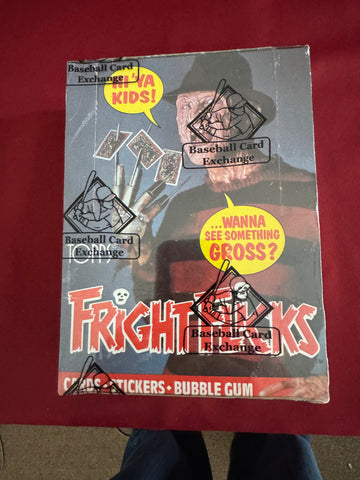 Baseball Card
Exchange
HI 'YA
KIDS!
Baseball Card
Exchange
Baseball Card
Exchange
...WANNA
SEE SOMETHING
GROSS?
Baseball Card
Exchange
STICKERS • BUBBLE GUM